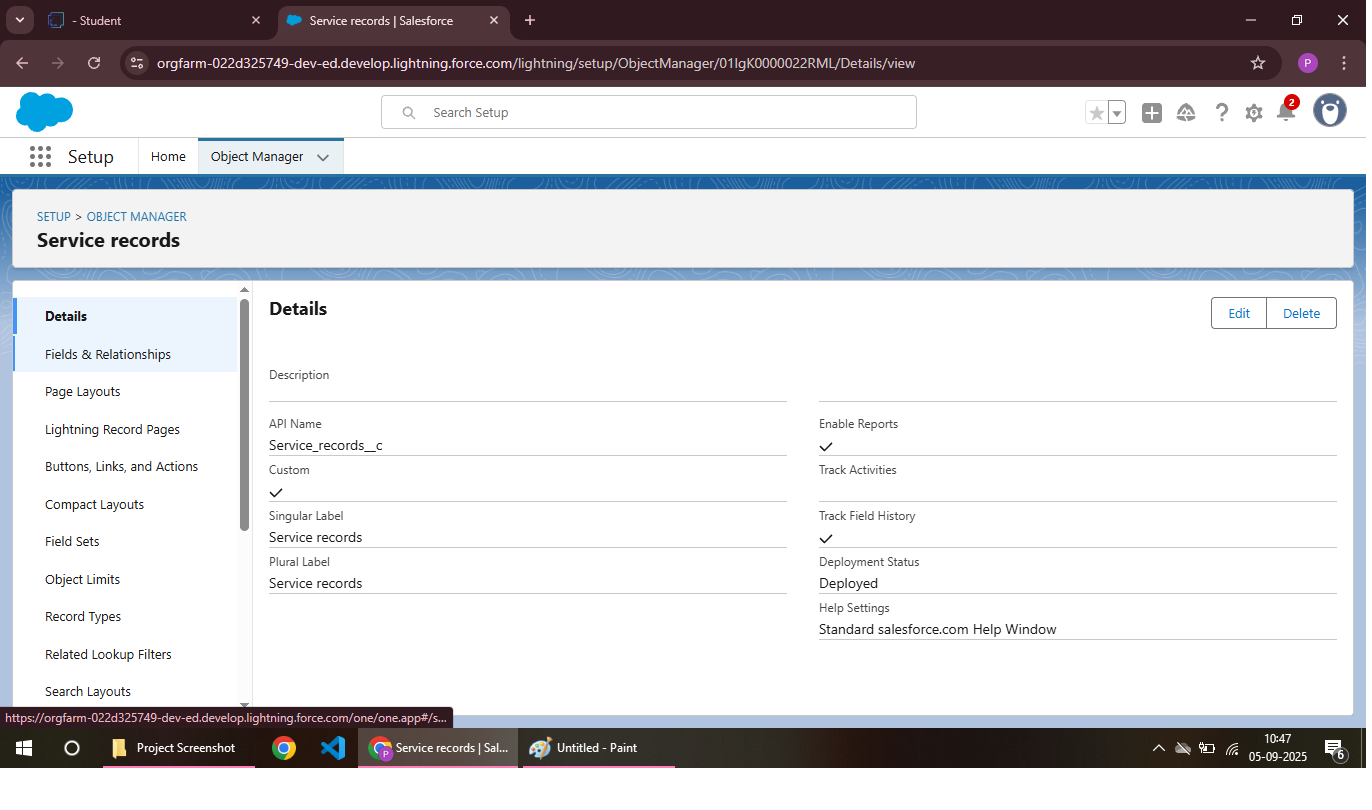 - Student
Service records | Salesforce
orgfarm-022d325749-dev-ed.develop.lightning.force.com/lightning/setup/ObjectManager/01IgK0000022RML/Details/view
P
Search Setup
2
Setup
Home
Object Manager
SETUP > OBJECT MANAGER
Service records
Details
Fields & Relationships
Page Layouts
Lightning Record Pages
Buttons, Links, and Actions
Compact Layouts
Field Sets
Object Limits
Record Types
Related Lookup Filters
Search Layouts
Details
Edit
Delete
Description
API Name
Service_records__c
Custom
Singular Label
Service records
Plural Label
Service records
Enable Reports
Track Activities
Track Field History
Deployment Status
Deployed
Help Settings
Standard salesforce.com Help Window
https://orgfarm-022d325749-dev-ed.develop.lightning.force.com/one/one.app#/s...
Project Screenshot
P
Service records | Sal...
Untitled - Paint
10:47
05-09-2025
6